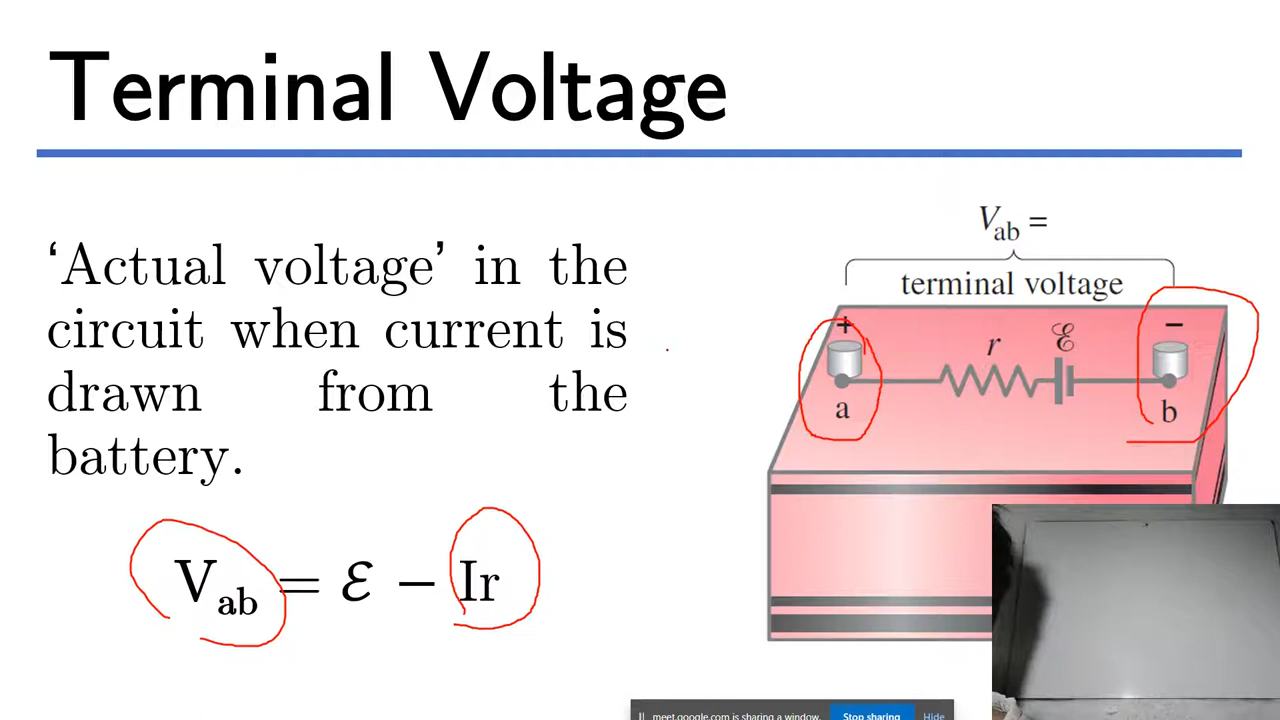 Terminal Voltage
‘Actual voltage’ in the
circuit when current is
drawn from the
battery.
V_ab = ℰ − Ir
V_ab =
terminal voltage
+ −
r ℰ
a b
meet.google.com is sharing a window. Stop sharing Hide